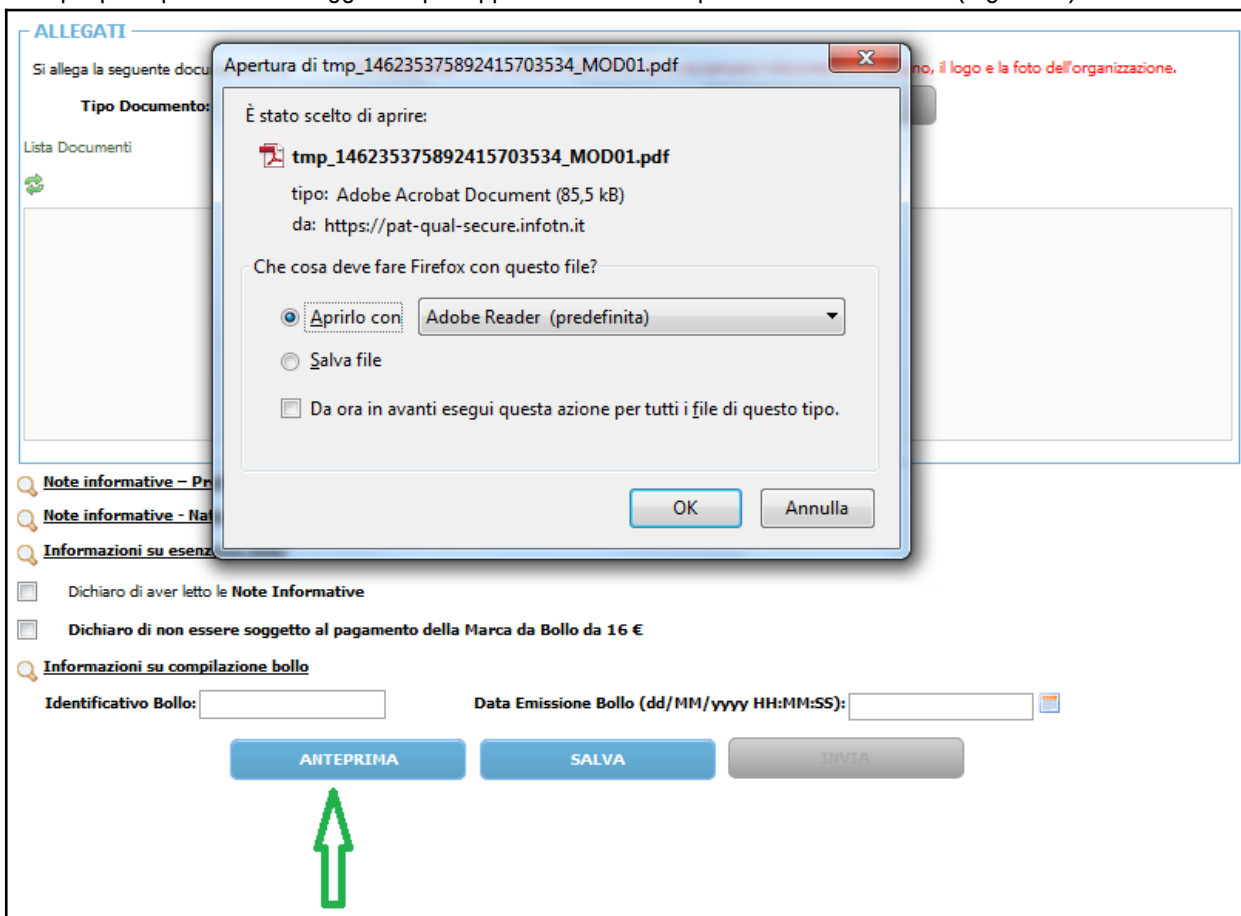 ALLEGATI
Si allega la seguente docu
no, il logo e la foto dell'organizzazione.
Tipo Documento:
Lista Documenti
Apertura di tmp_146235375892415703534_MOD01.pdf
È stato scelto di aprire:
tmp_146235375892415703534_MOD01.pdf
tipo: Adobe Acrobat Document (85,5 kB)
da: https://pat-qual-secure.infotn.it
Che cosa deve fare Firefox con questo file?
Aprirlo con Adobe Reader (predefinita)
Salva file
Da ora in avanti esegui questa azione per tutti i file di questo tipo.
OK Annulla
Note informative – Pr
Note informative - Nat
Informazioni su esenz
Dichiaro di aver letto le Note Informative
Dichiaro di non essere soggetto al pagamento della Marca da Bollo da 16 €
Informazioni su compilazione bollo
Identificativo Bollo: Data Emissione Bollo (dd/MM/yyyy HH:MM:SS):
ANTEPRIMA SALVA INVIA